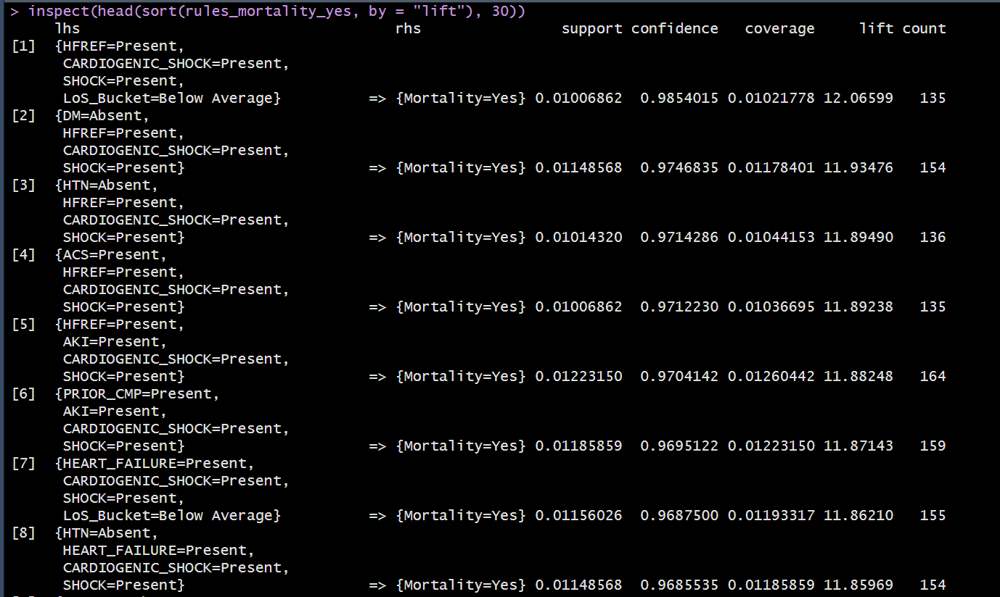 > inspect(head(sort(rules_mortality_yes, by = "lift"), 30))
lhs rhs support confidence coverage lift count
[1] {HFREF=Present,
CARDIOGENIC_SHOCK=Present,
SHOCK=Present,
LoS_Bucket=Below Average} => {Mortality=Yes} 0.01006862 0.9854015 0.01021778 12.06599 135
[2] {DM=Absent,
HFREF=Present,
CARDIOGENIC_SHOCK=Present,
SHOCK=Present} => {Mortality=Yes} 0.01148568 0.9746835 0.01178401 11.93476 154
[3] {HTN=Absent,
HFREF=Present,
CARDIOGENIC_SHOCK=Present,
SHOCK=Present} => {Mortality=Yes} 0.01014320 0.9714286 0.01044153 11.89490 136
[4] {ACS=Present,
HFREF=Present,
CARDIOGENIC_SHOCK=Present,
SHOCK=Present} => {Mortality=Yes} 0.01006862 0.9712230 0.01036695 11.89238 135
[5] {HFREF=Present,
AKI=Present,
CARDIOGENIC_SHOCK=Present,
SHOCK=Present} => {Mortality=Yes} 0.01223150 0.9704142 0.01260442 11.88248 164
[6] {PRIOR_CMP=Present,
AKI=Present,
CARDIOGENIC_SHOCK=Present,
SHOCK=Present} => {Mortality=Yes} 0.01185859 0.9695122 0.01223150 11.87143 159
[7] {HEART_FAILURE=Present,
CARDIOGENIC_SHOCK=Present,
SHOCK=Present,
LoS_Bucket=Below Average} => {Mortality=Yes} 0.01156026 0.9687500 0.01193317 11.86210 155
[8] {HTN=Absent,
HEART_FAILURE=Present,
CARDIOGENIC_SHOCK=Present,
SHOCK=Present} => {Mortality=Yes} 0.01148568 0.9685535 0.01185859 11.85969 154